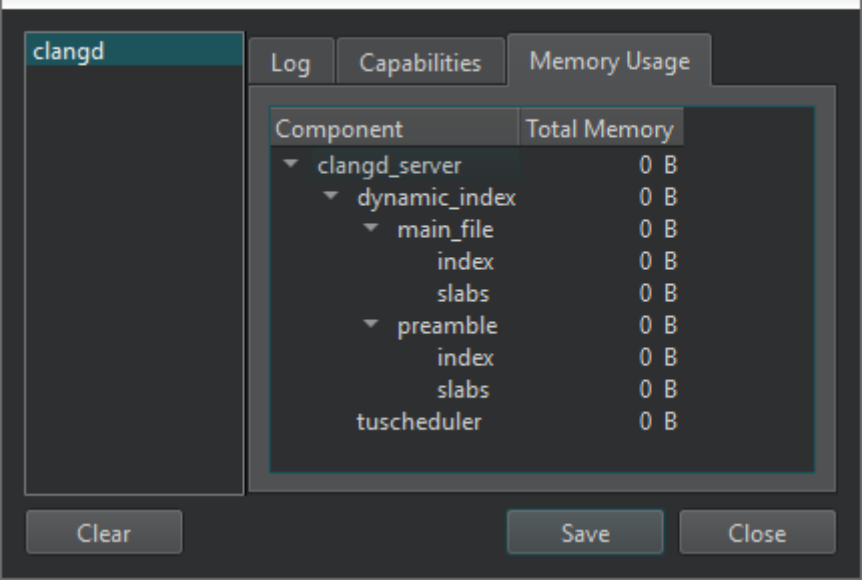 clangd
Log Capabilities Memory Usage
Component Total Memory
clangd_server 0 B
dynamic_index 0 B
main_file 0 B
index 0 B
slabs 0 B
preamble 0 B
index 0 B
slabs 0 B
tuscheduler 0 B
Clear Save Close